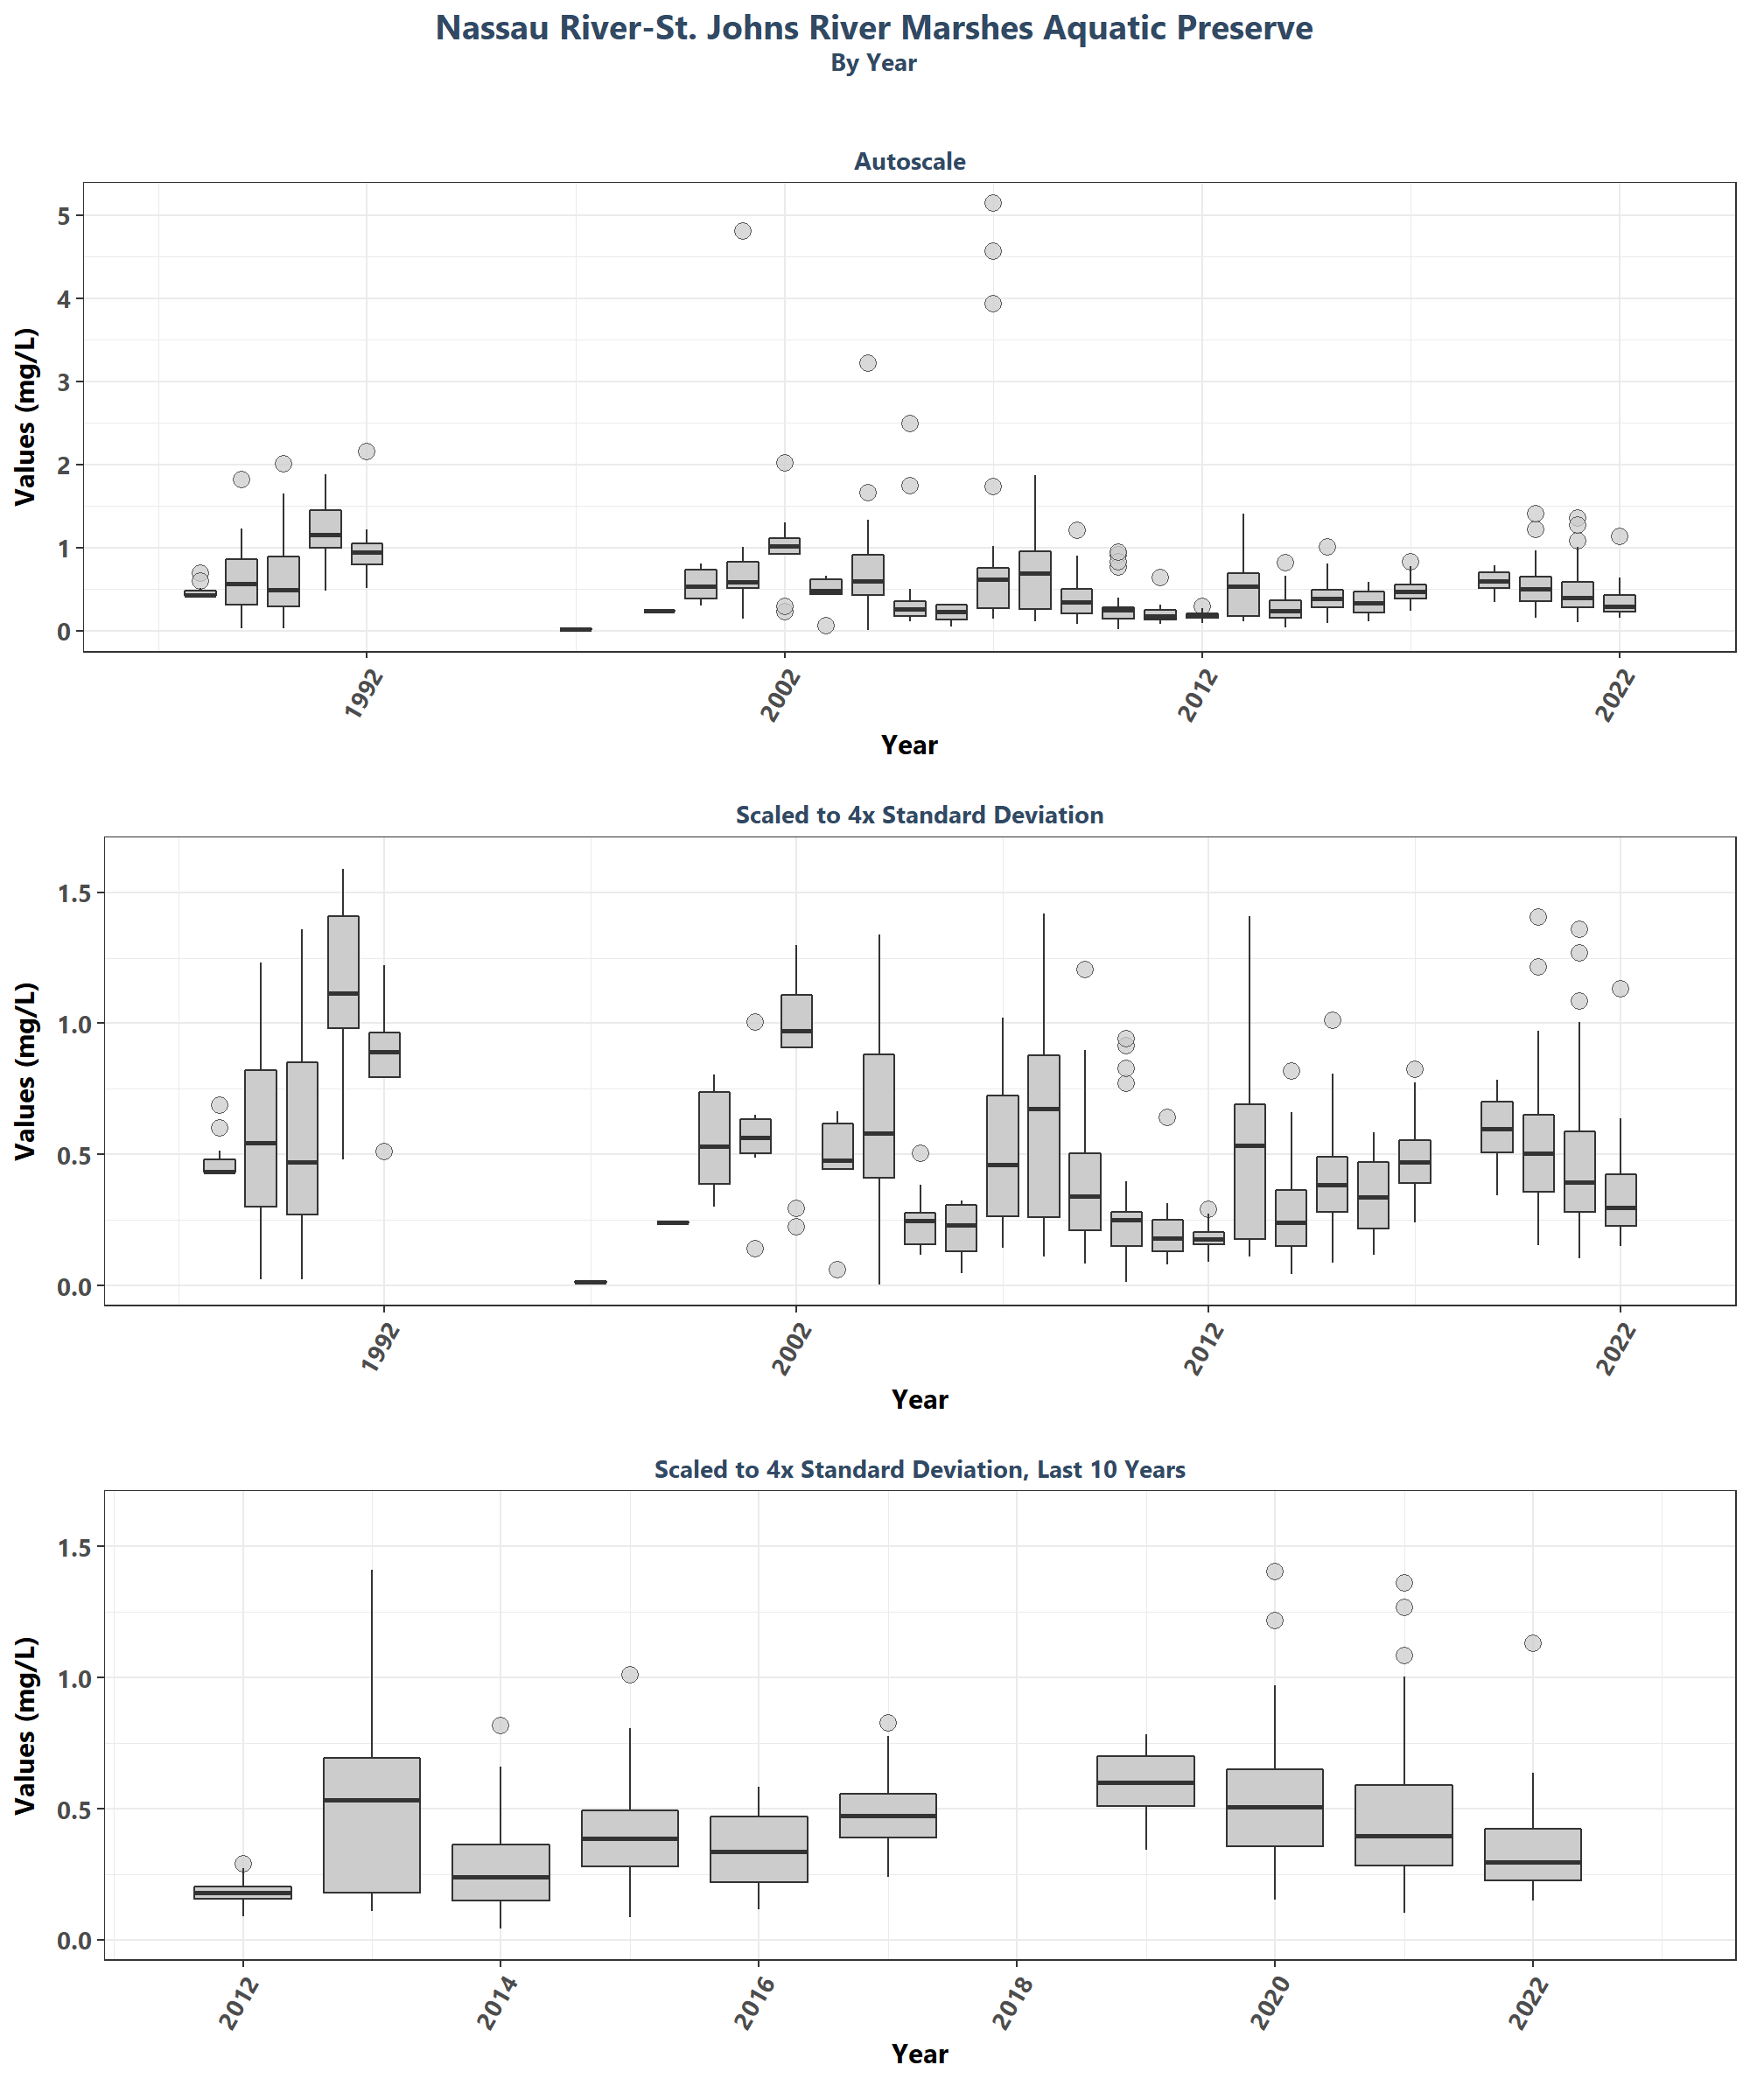 Nassau River-St. Johns River Marshes Aquatic Preserve
By Year
Autoscale
Values (mg/L)
5
4
3
2
1
0
1992
2002
2012
2022
Year
Scaled to 4x Standard Deviation
Values (mg/L)
1.5
1.0
0.5
0.0
1992
2002
2012
2022
Year
Scaled to 4x Standard Deviation, Last 10 Years
Values (mg/L)
1.5
1.0
0.5
0.0
2012
2014
2016
2018
2020
2022
Year